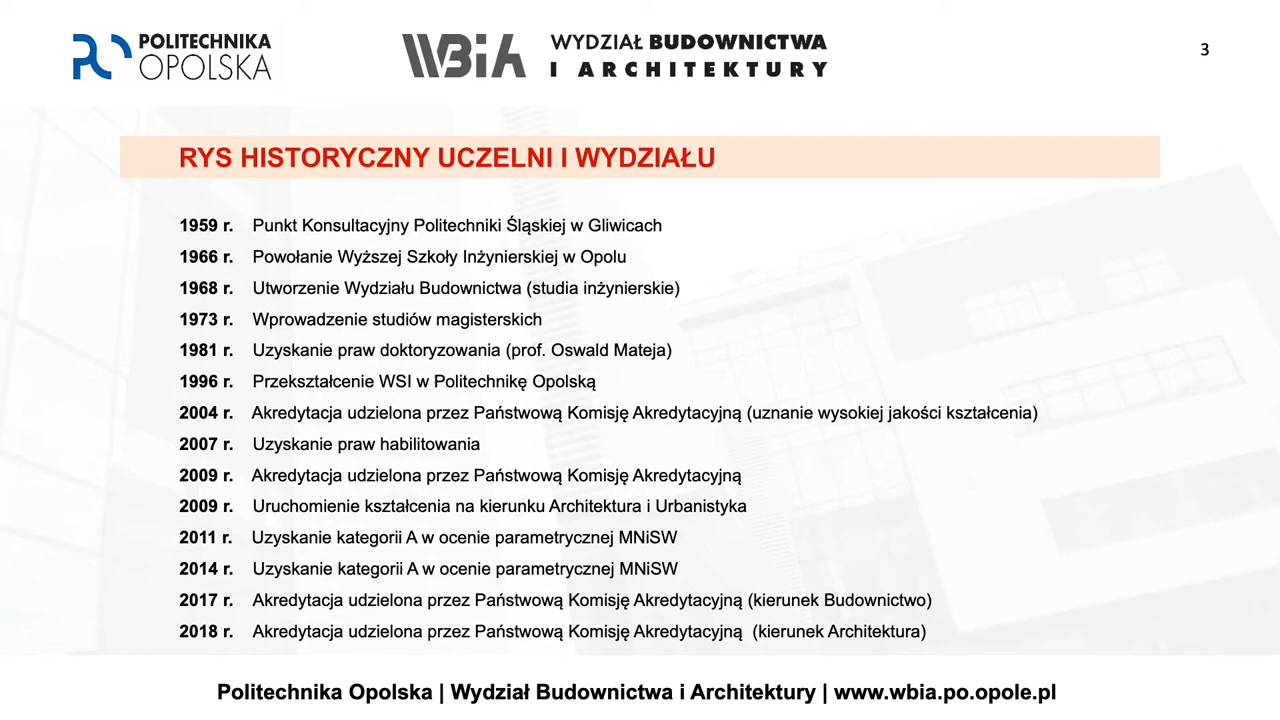 POLITECHNIKA
OPOLSKA
WBiA
WYDZIAŁ BUDOWNICTWA
I ARCHITEKTURY
3
RYS HISTORYCZNY UCZELNI I WYDZIAŁU
1959 r. Punkt Konsultacyjny Politechniki Śląskiej w Gliwicach
1966 r. Powołanie Wyższej Szkoły Inżynierskiej w Opolu
1968 r. Utworzenie Wydziału Budownictwa (studia inżynierskie)
1973 r. Wprowadzenie studiów magisterskich
1981 r. Uzyskanie praw doktoryzowania (prof. Oswald Mateja)
1996 r. Przekształcenie WSI w Politechnikę Opolską
2004 r. Akredytacja udzielona przez Państwową Komisję Akredytacyjną (uznanie wysokiej jakości kształcenia)
2007 r. Uzyskanie praw habilitowania
2009 r. Akredytacja udzielona przez Państwową Komisję Akredytacyjną
2009 r. Uruchomienie kształcenia na kierunku Architektura i Urbanistyka
2011 r. Uzyskanie kategorii A w ocenie parametrycznej MNiSW
2014 r. Uzyskanie kategorii A w ocenie parametrycznej MNiSW
2017 r. Akredytacja udzielona przez Państwową Komisję Akredytacyjną (kierunek Budownictwo)
2018 r. Akredytacja udzielona przez Państwową Komisję Akredytacyjną (kierunek Architektura)
Politechnika Opolska | Wydział Budownictwa i Architektury | www.wbia.po.opole.pl